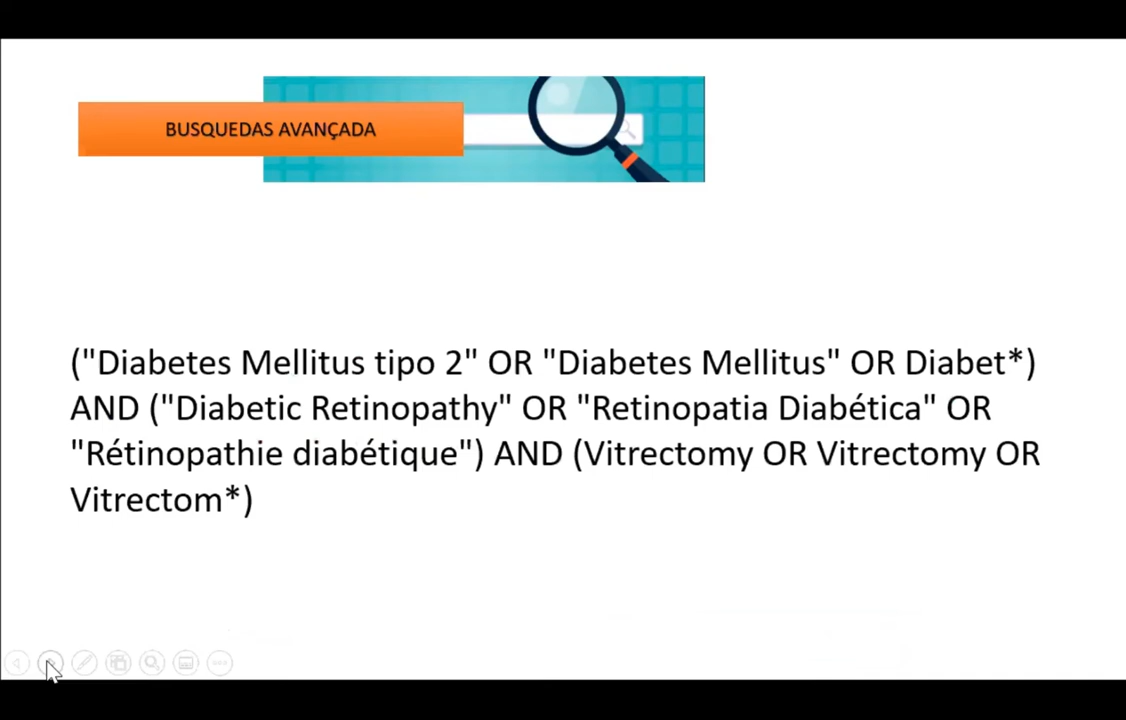 BUSQUEDAS AVANÇADA
("Diabetes Mellitus tipo 2" OR "Diabetes Mellitus" OR Diabet*)
AND ("Diabetic Retinopathy" OR "Retinopatia Diabética" OR
"Rétinopathie diabétique") AND (Vitrectomy OR Vitrectomy OR
Vitrectom*)